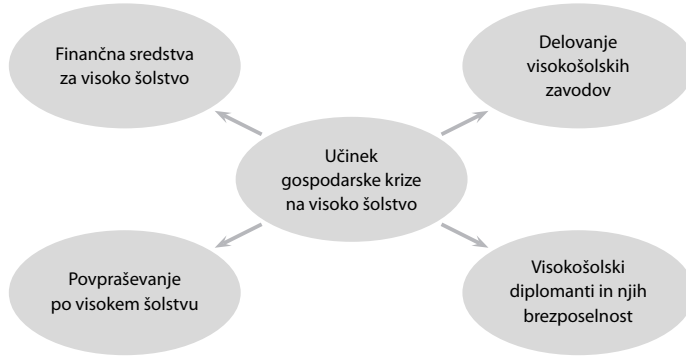 Finančna sredstva
za visoko šolstvo
Delovanje
visokošolskih
zavodov
Učinek
gospodarske krize
na visoko šolstvo
Povpraševanje
po visokem šolstvu
Visokošolski
diplomanti in njih
brezposelnost